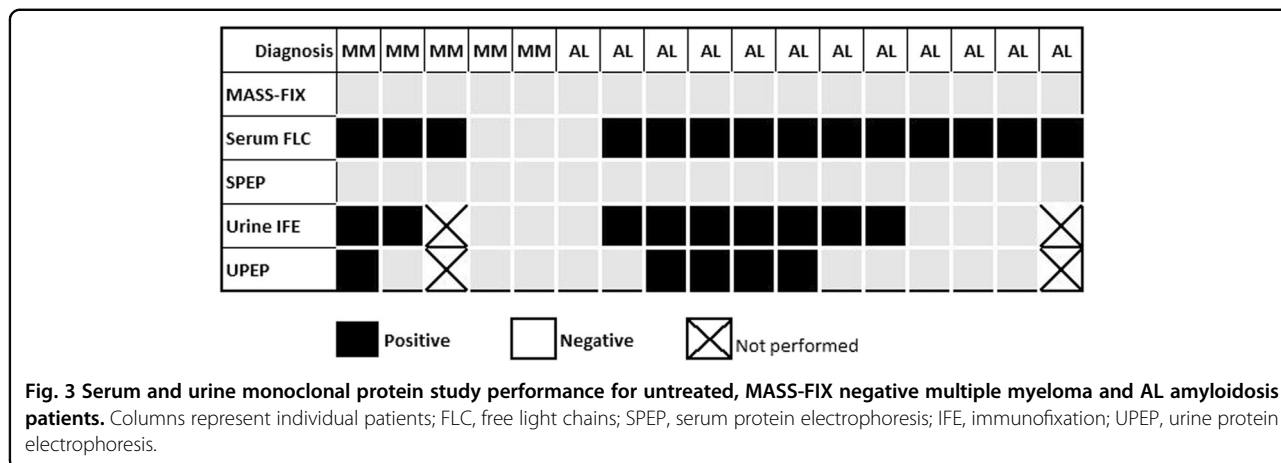 Diagnosis MM MM MM MM MM AL AL AL AL AL AL AL AL AL AL AL AL
MASS-FIX
Serum FLC
SPEP
Urine IFE
UPEP
Positive Negative Not performed
Fig. 3 Serum and urine monoclonal protein study performance for untreated, MASS-FIX negative multiple myeloma and AL amyloidosis
patients. Columns represent individual patients; FLC, free light chains; SPEP, serum protein electrophoresis; IFE, immunofixation; UPEP, urine protein
electrophoresis.